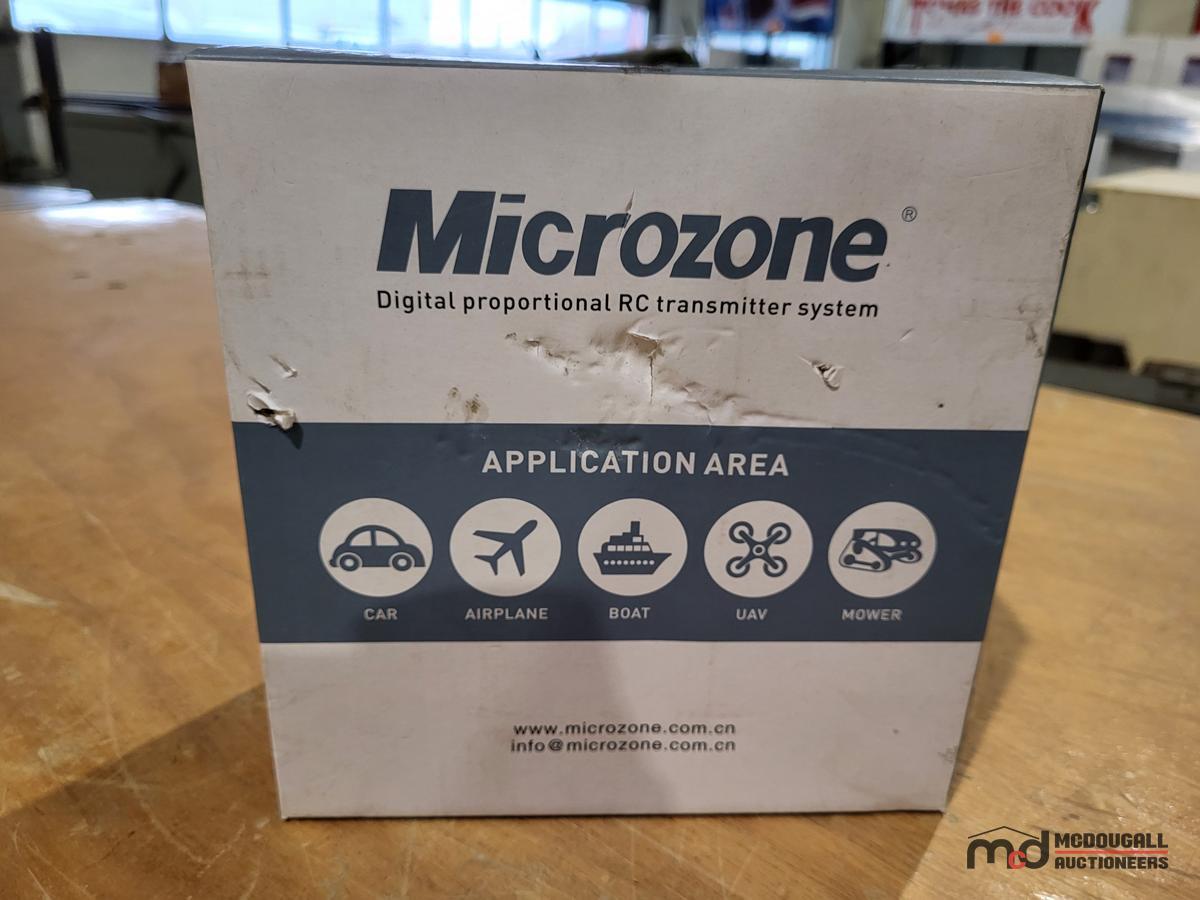 Microzone®
Digital proportional RC transmitter system
APPLICATION AREA
CAR AIRPLANE BOAT UAV MOWER
www.microzone.com.cn
info@microzone.com.cn
mcd MCDOUGALL
AUCTIONEERS